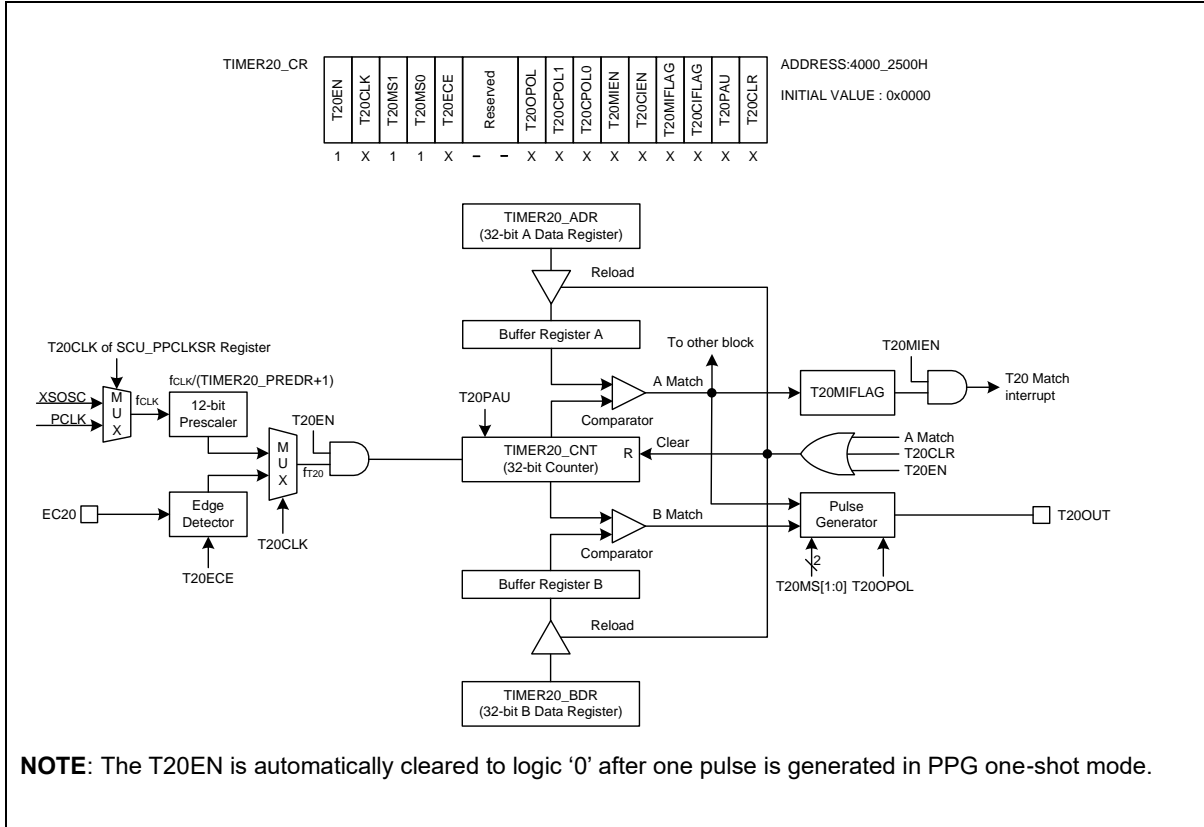 TIMER20_CR
T20EN
T20CLK
T20MS1
T20MS0
T20ECE
Reserved
T20OPOL
T20CPOL1
T20CPOL0
T20MIEN
T20CIEN
T20MIFLAG
T20CIFLAG
T20PAU
T20CLR
ADDRESS:4000_2500H
INITIAL VALUE : 0x0000
1 X 1 1 X – – X X X X X X X X X
TIMER20_ADR
(32-bit A Data Register)
Reload
Buffer Register A
T20CLK of SCU_PPCLKSR Register
To other block
T20MIEN
fCLK/(TIMER20_PREDR+1)
XSOSC
PCLK
MUX
fCLK
12-bit
Prescaler
T20EN
T20PAU
A Match
Comparator
T20MIFLAG
T20 Match
interrupt
MUX
fT20
TIMER20_CNT
(32-bit Counter)
R
Clear
A Match
T20CLR
T20EN
EC20
Edge
Detector
T20CLK
T20ECE
B Match
Comparator
Pulse
Generator
T20OUT
2
T20MS[1:0]
T20OPOL
Buffer Register B
Reload
TIMER20_BDR
(32-bit B Data Register)
NOTE: The T20EN is automatically cleared to logic ‘0’ after one pulse is generated in PPG one-shot mode.